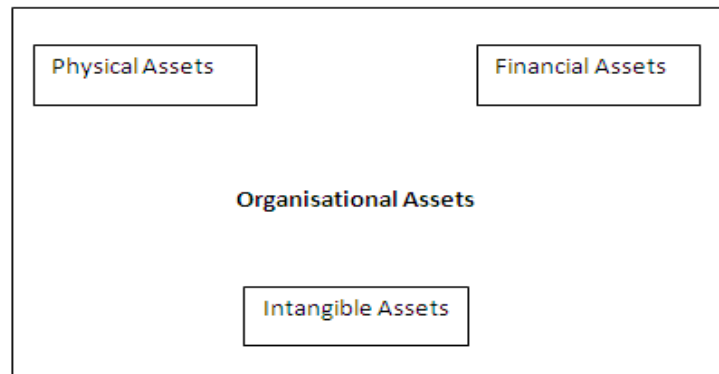 Physical Assets
Financial Assets
Organisational Assets
Intangible Assets